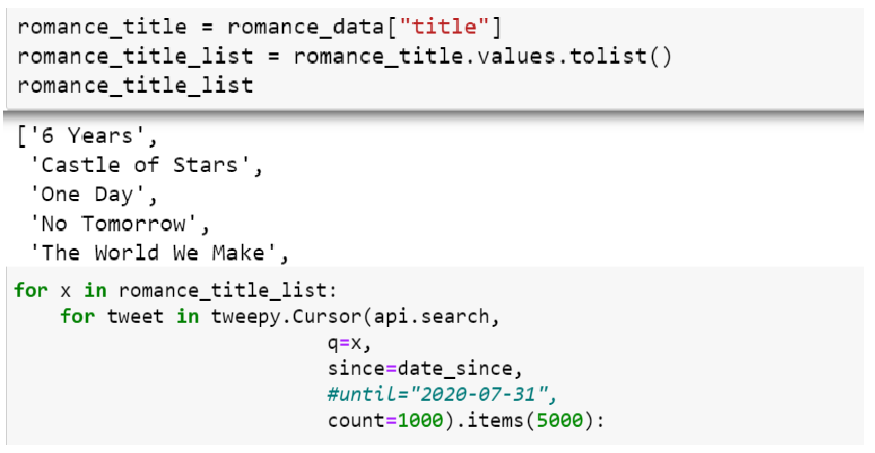 romance_title = romance_data["title"]
romance_title_list = romance_title.values.tolist()
romance_title_list
['6 Years',
 'Castle of Stars',
 'One Day',
 'No Tomorrow',
 'The World We Make',
for x in romance_title_list:
    for tweet in tweepy.Cursor(api.search,
                           q=x,
                           since=date_since,
                           #until="2020-07-31",
                           count=1000).items(5000):